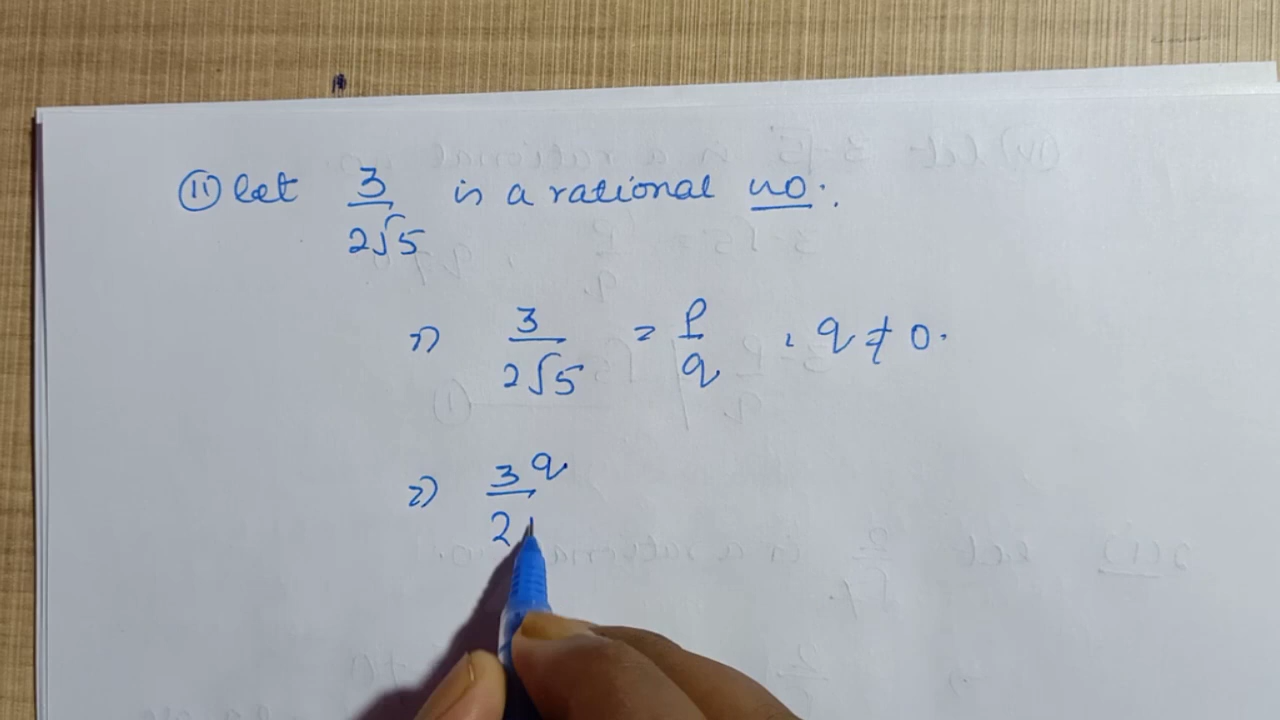 (11) let 3/2√5 is a rational no.
⇒ 3/2√5 = P/q , q ≠ 0.
⇒ 3q/2